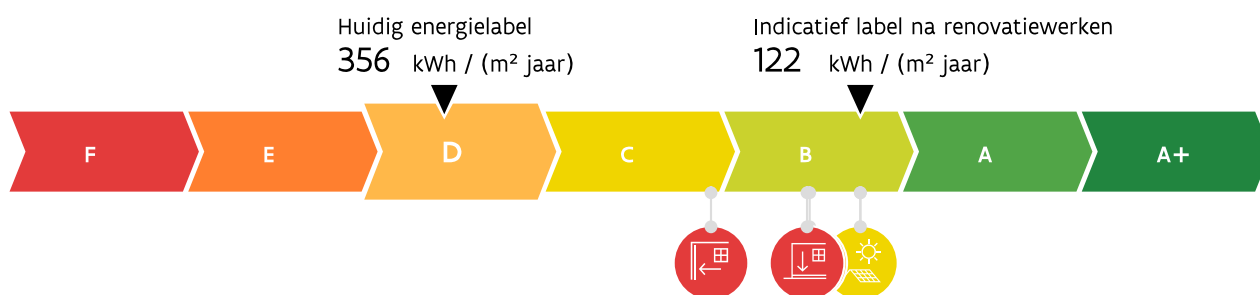 Huidig energielabel
356 kWh / (m² jaar)
Indicatief label na renovatiewerken
122 kWh / (m² jaar)
F E D C B A A+